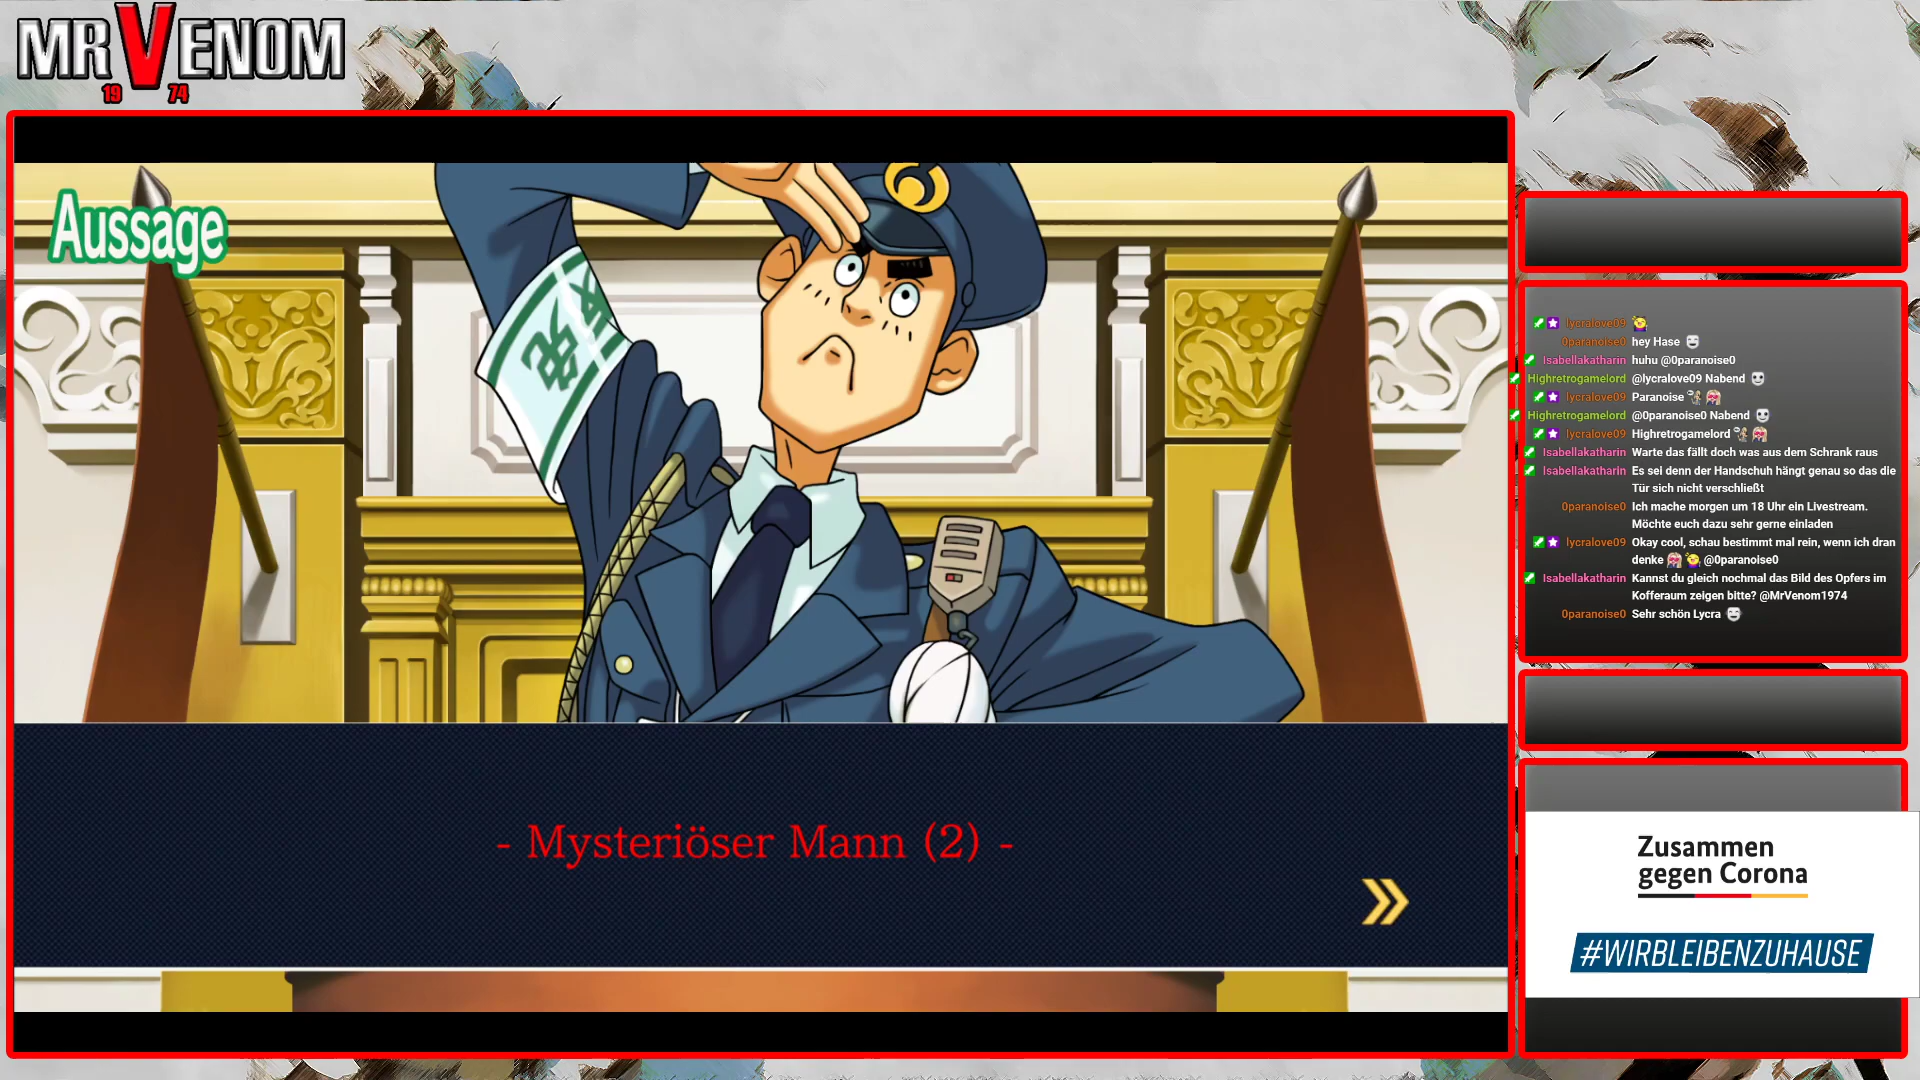 MRVENOM
19 74
Aussage
- Mysteriöser Mann (2) -
lycralove09
0paranoise0 hey Hase
Isabellakatharin huhu @0paranoise0
Highretrogamelord @lycralove09 Nabend
lycralove09 Paranoise
Highretrogamelord @0paranoise0 Nabend
lycralove09 Highretrogamelord
Isabellakatharin Warte das fällt doch was aus dem Schrank raus
Isabellakatharin Es sei denn der Handschuh hängt genau so das die
Tür sich nicht verschließt
0paranoise0 Ich mache morgen um 18 Uhr ein Livestream.
Möchte euch dazu sehr gerne einladen
lycralove09 Okay cool, schau bestimmt mal rein, wenn ich dran
denke @0paranoise0
Isabellakatharin Kannst du gleich nochmal das Bild des Opfers im
Kofferaum zeigen bitte? @MrVenom1974
0paranoise0 Sehr schön Lycra
Zusammen
gegen Corona
#WIRBLEIBENZUHAUSE